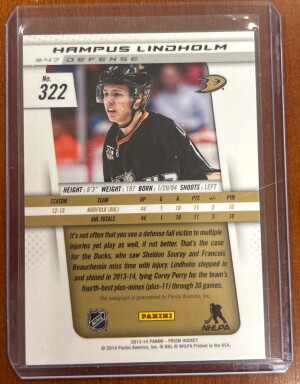 HAMPUS LINDHOLM
#47 DEFENSE
No.
322
HEIGHT: 6'3" WEIGHT: 197 BORN: 1/20/94 SHOOTS: LEFT
SEASON TEAM GP G A PTS +/- PIM
12-13 NORFOLK (AHL) 44 1 10 11 3 16
AHL TOTALS 44 1 10 11 3 16
It's not often that you see a defense fall victim to multiple
injuries yet play as well, if not better. That's the case
for the Ducks, who saw Sheldon Souray and Francois
Beauchemin miss time with injury. Lindholm stepped in
and shined in 2013-14, tying Corey Perry for the team's
fourth-best plus-minus (plus-11) through 30 games.
The autograph is guaranteed by Panini America, Inc.
NHL
PANINI
NHLPA
2013-14 PANINI – PRIZM HOCKEY
© 2014 Panini America, Inc. © NHL © NHLPA Printed in the USA.